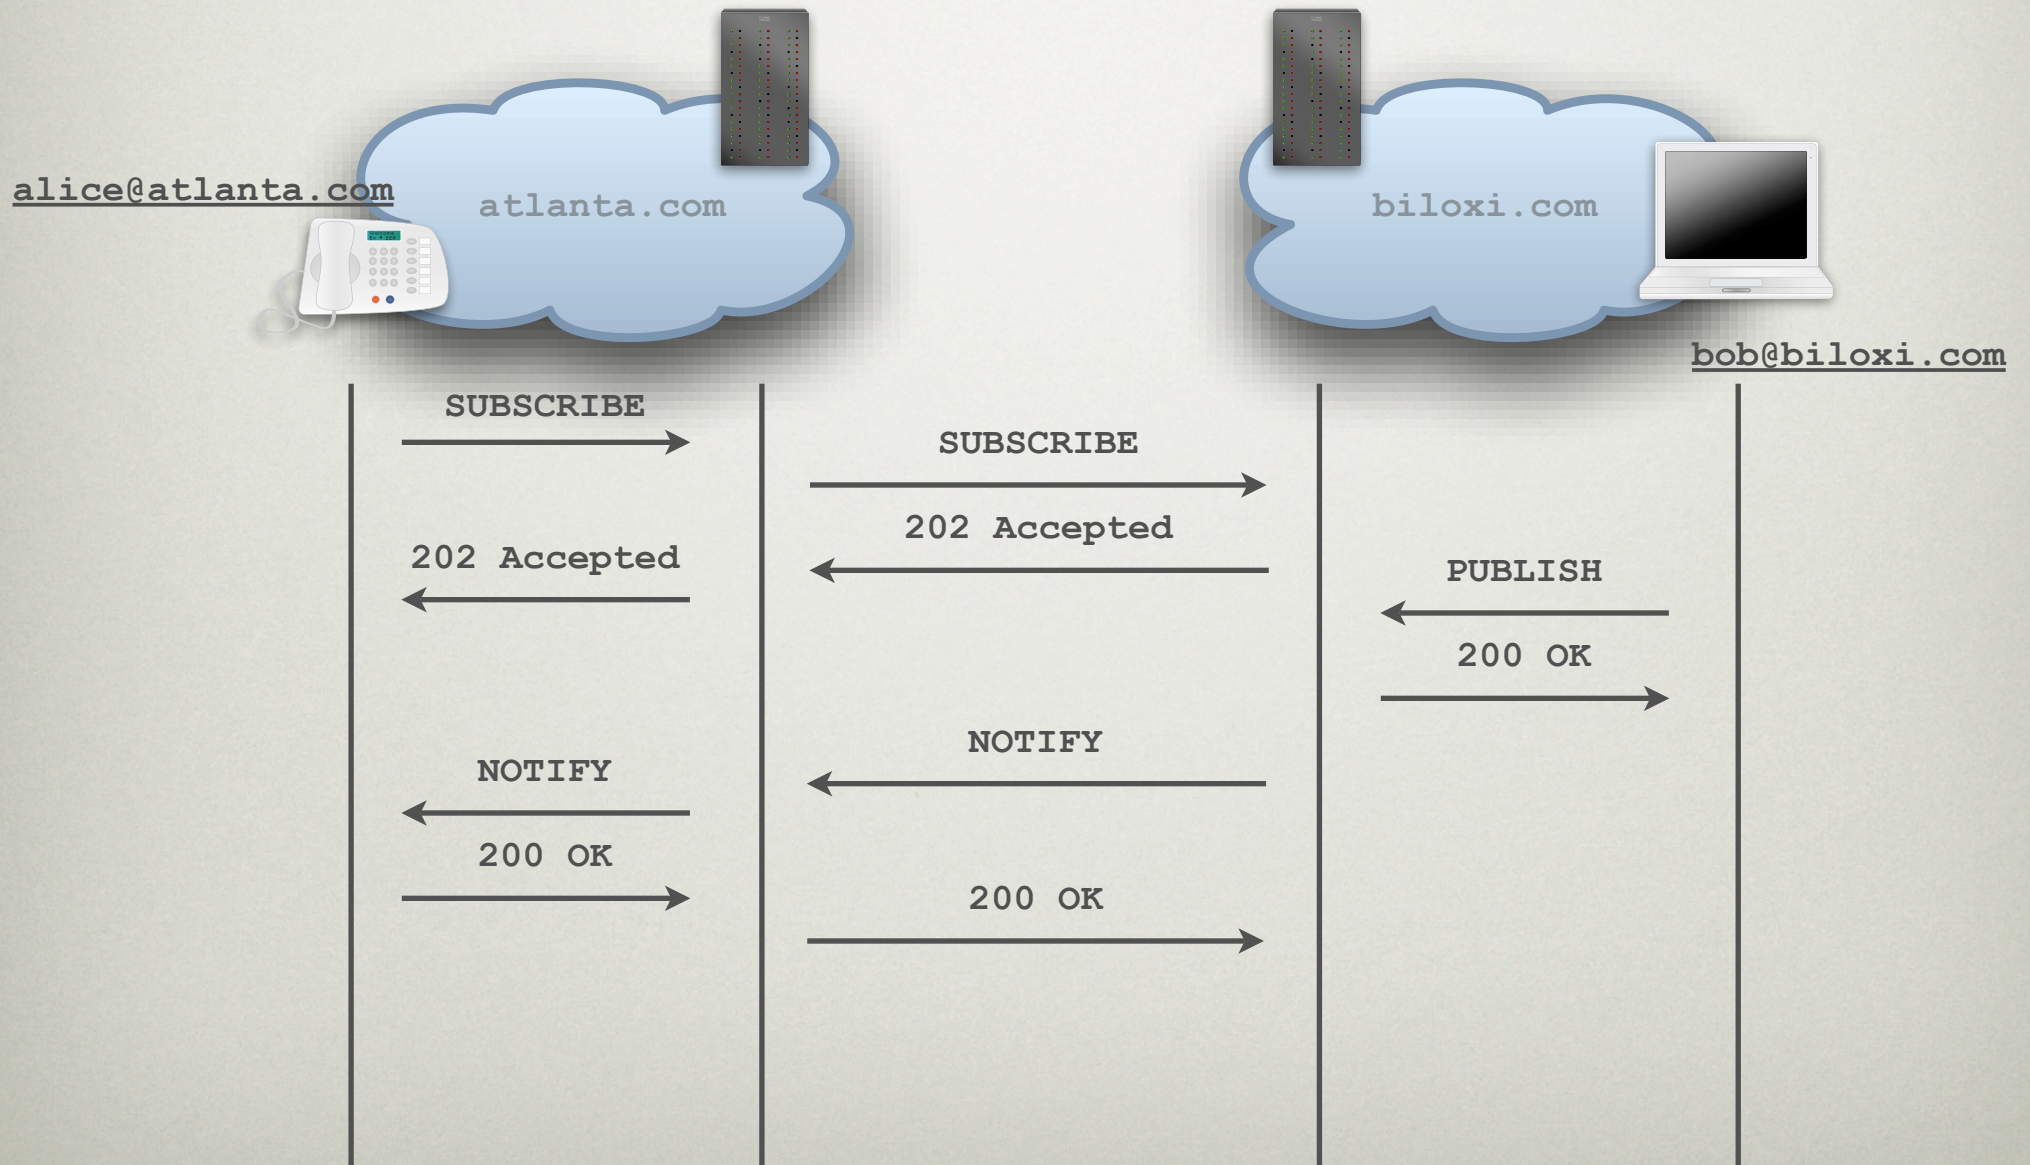 alice@atlanta.com
atlanta.com
biloxi.com
bob@biloxi.com
SUBSCRIBE
SUBSCRIBE
202 Accepted
202 Accepted
PUBLISH
200 OK
NOTIFY
NOTIFY
200 OK
200 OK